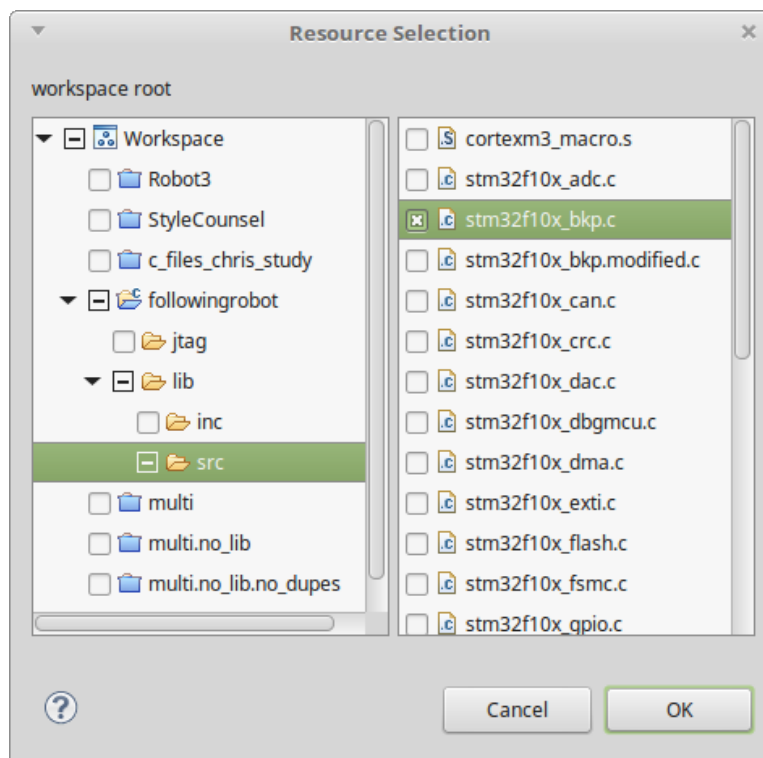 Resource Selection
workspace root
Workspace
Robot3
StyleCounsel
c_files_chris_study
followingrobot
jtag
lib
inc
src
multi
multi.no_lib
multi.no_lib.no_dupes
cortexm3_macro.s
stm32f10x_adc.c
stm32f10x_bkp.c
stm32f10x_bkp.modified.c
stm32f10x_can.c
stm32f10x_crc.c
stm32f10x_dac.c
stm32f10x_dbgmcu.c
stm32f10x_dma.c
stm32f10x_exti.c
stm32f10x_flash.c
stm32f10x_fsmc.c
stm32f10x_gpio.c
Cancel
OK